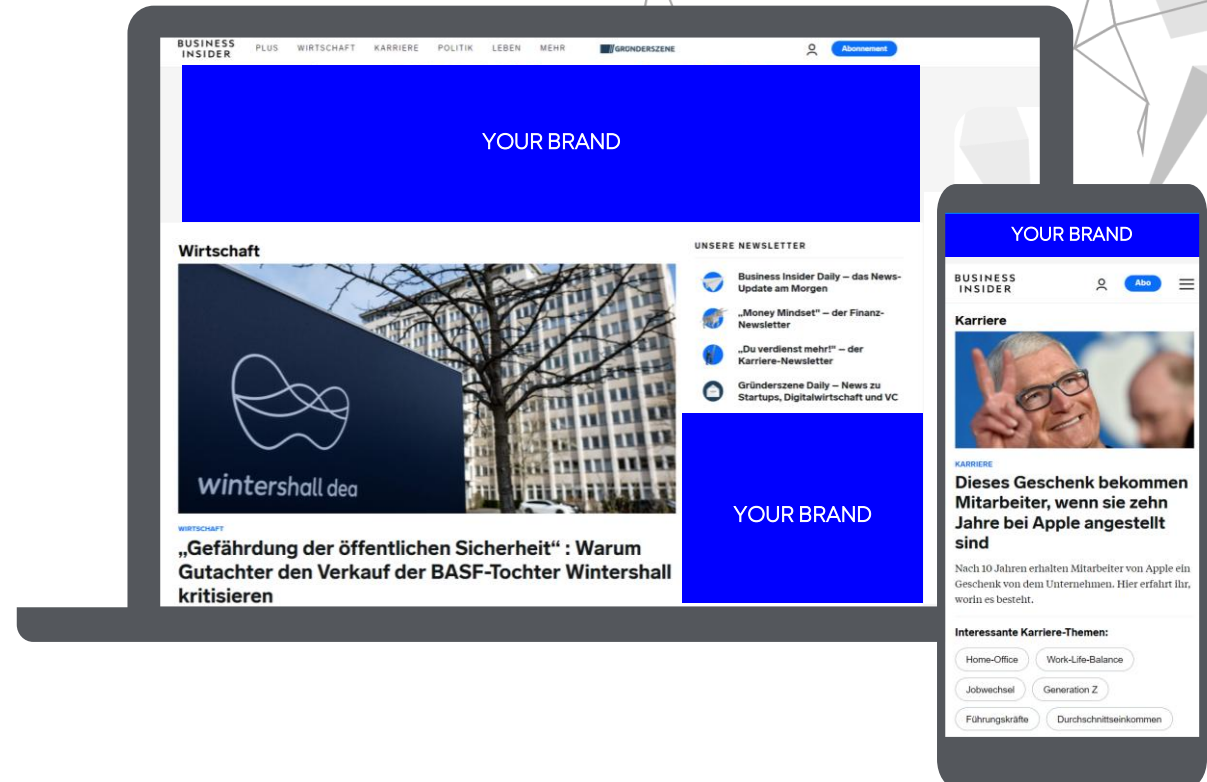 BUSINESS
INSIDER
PLUS WIRTSCHAFT KARRIERE POLITIK LEBEN MEHR
GRÜNDERSZENE
Abonnement
YOUR BRAND
Wirtschaft
wintershall dea
WIRTSCHAFT
„Gefährdung der öffentlichen Sicherheit“ : Warum
Gutachter den Verkauf der BASF-Tochter Wintershall
kritisieren
UNSERE NEWSLETTER
Business Insider Daily – das News-
Update am Morgen
„Money Mindset“ – der Finanz-
Newsletter
„Du verdienst mehr!“ – der
Karriere-Newsletter
Gründerszene Daily – News zu
Startups, Digitalwirtschaft und VC
YOUR BRAND
YOUR BRAND
BUSINESS
INSIDER
Abo
Karriere
KARRIERE
Dieses Geschenk bekommen
Mitarbeiter, wenn sie zehn
Jahre bei Apple angestellt
sind
Nach 10 Jahren erhalten Mitarbeiter von Apple ein
Geschenk von dem Unternehmen. Hier erfahrt ihr,
worin es besteht.
Interessante Karriere-Themen:
Home-Office Work-Life-Balance
Jobwechsel Generation Z
Führungskräfte Durchschnittseinkommen